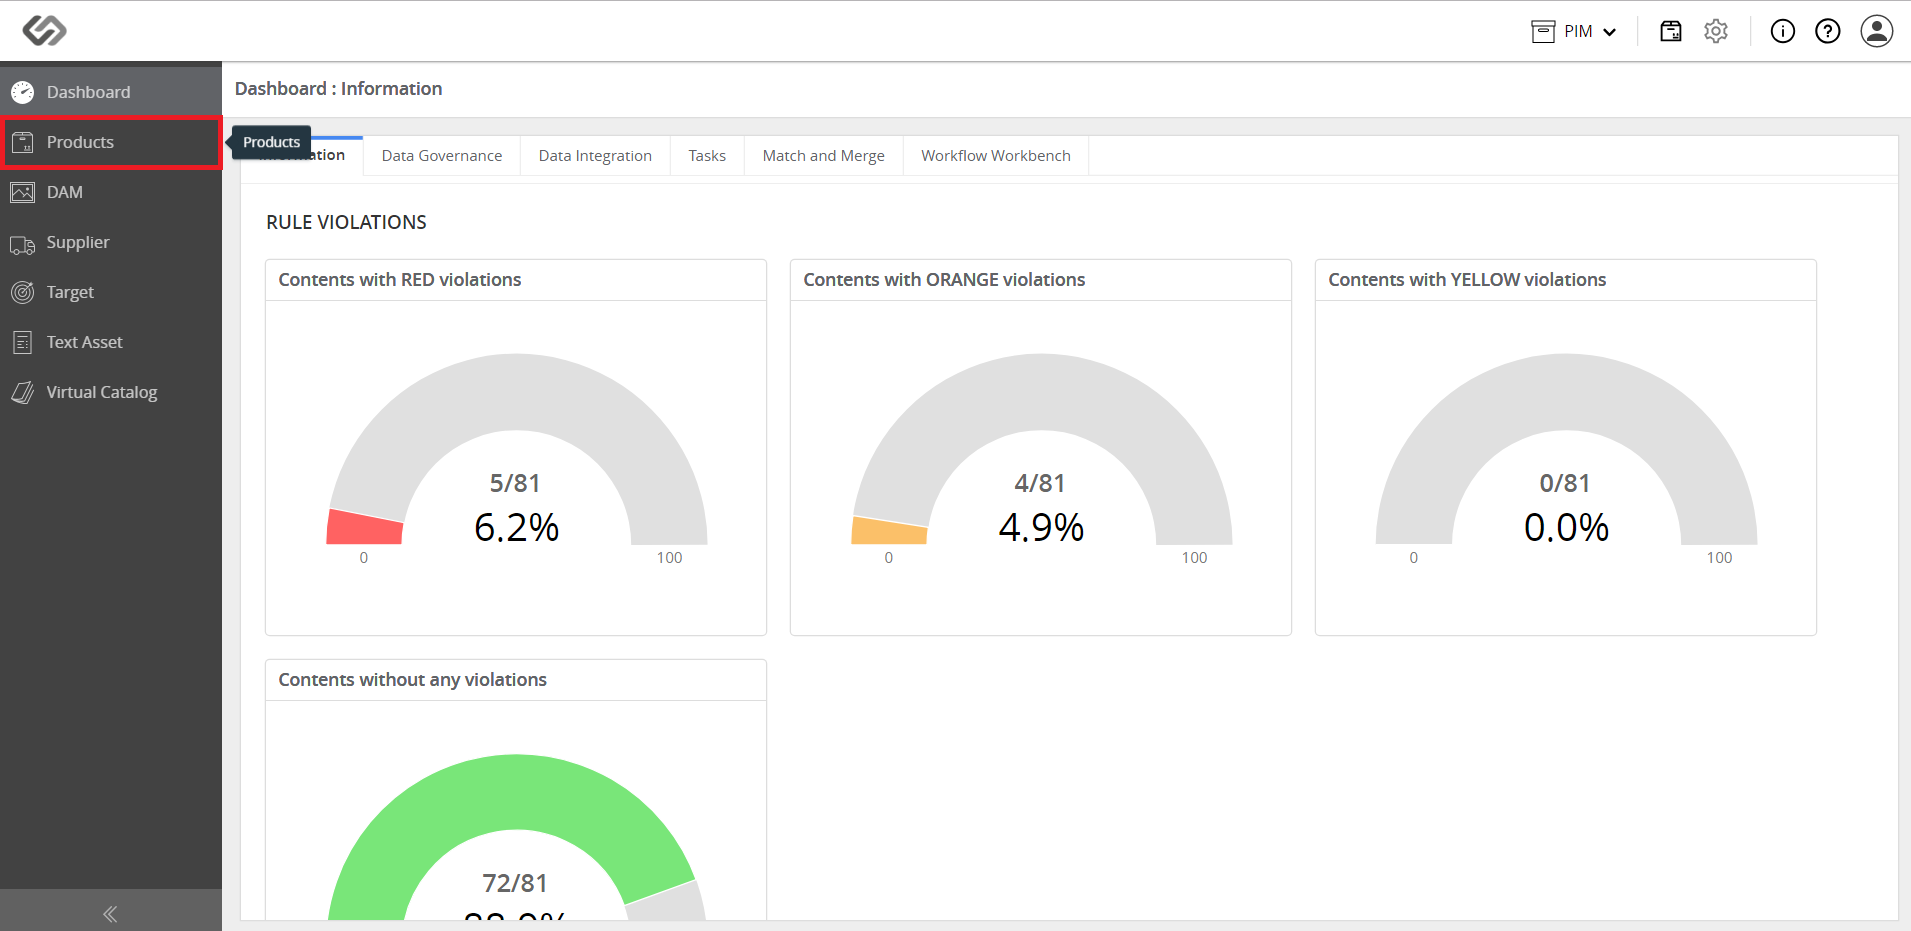 PIM
Dashboard
Products
DAM
Supplier
Target
Text Asset
Virtual Catalog
Dashboard : Information
Products
Data Governance
Data Integration
Tasks
Match and Merge
Workflow Workbench
RULE VIOLATIONS
Contents with RED violations
5/81
6.2%
0
100
Contents with ORANGE violations
4/81
4.9%
0
100
Contents with YELLOW violations
0/81
0.0%
0
100
Contents without any violations
72/81